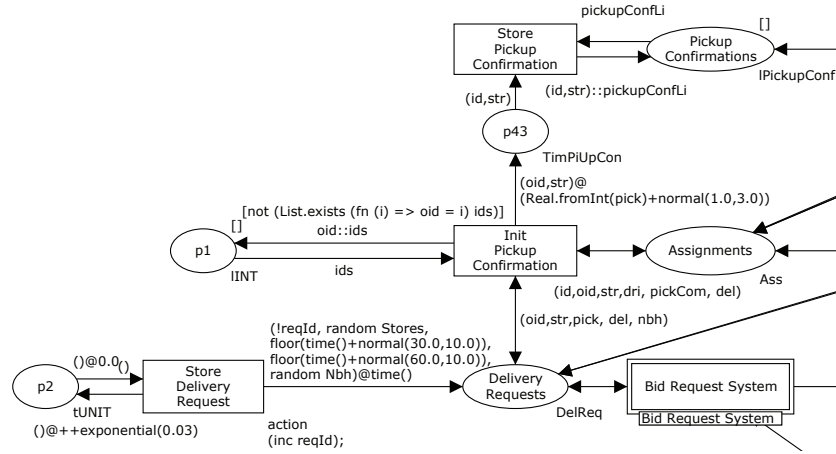 pickupConfLi
Store
Pickup
Confirmation
[]
Pickup
Confirmations
lPickupConf
(id,str)::pickupConfLi
(id,str)
p43
TimPiUpCon
(oid,str)@
(Real.fromInt(pick)+normal(1.0,3.0))
[not (List.exists (fn (i) => oid = i) ids)]
[]
oid::ids
p1
lINT
ids
Init
Pickup
Confirmation
Assignments
Ass
(id,oid,str,dri, pickCom, del)
(oid,str,pick, del, nbh)
(!reqId, random Stores,
floor(time()+normal(30.0,10.0)),
floor(time()+normal(60.0,10.0)),
random Nbh)@time()
()@0.0
()
p2
tUNIT
()@++exponential(0.03)
Store
Delivery
Request
action
(inc reqId);
Delivery
Requests
DelReq
Bid Request System
Bid Request System